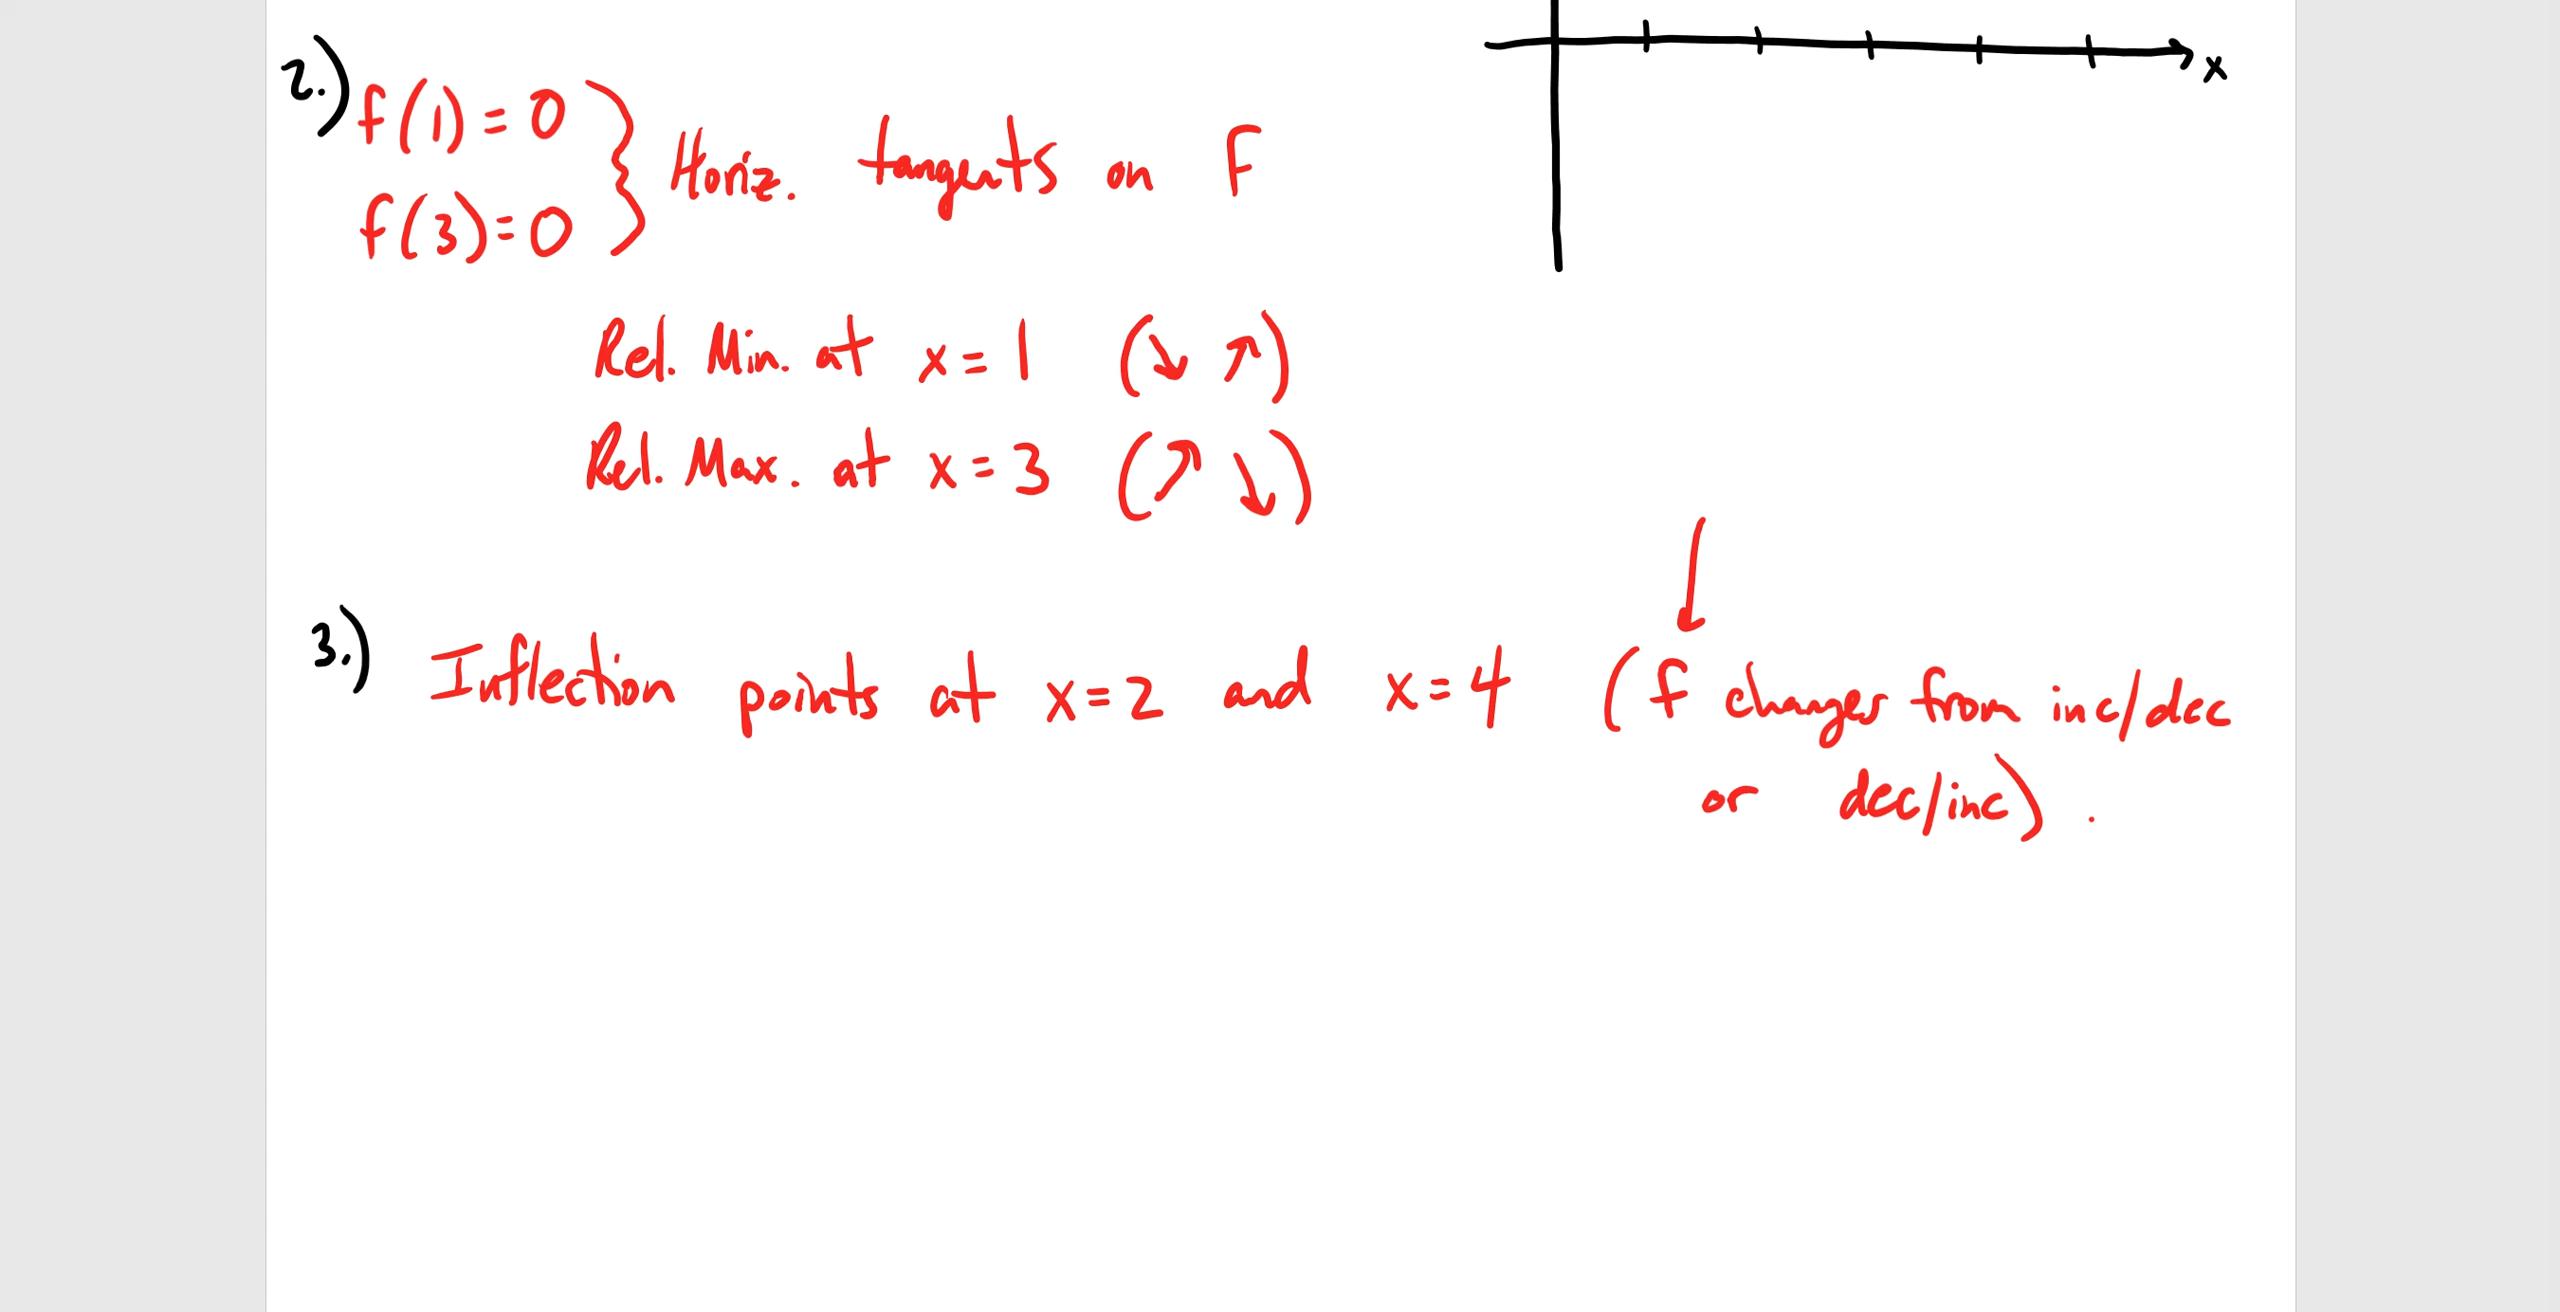 x
2.) f(1) = 0
f(3) = 0
Horiz. tangents on F
Rel. Min. at x = 1 (↘ ↗)
Rel. Max. at x = 3 (↗ ↘)
3.) Inflection points at x = 2 and x = 4 (f changes from inc/dec
or dec/inc).